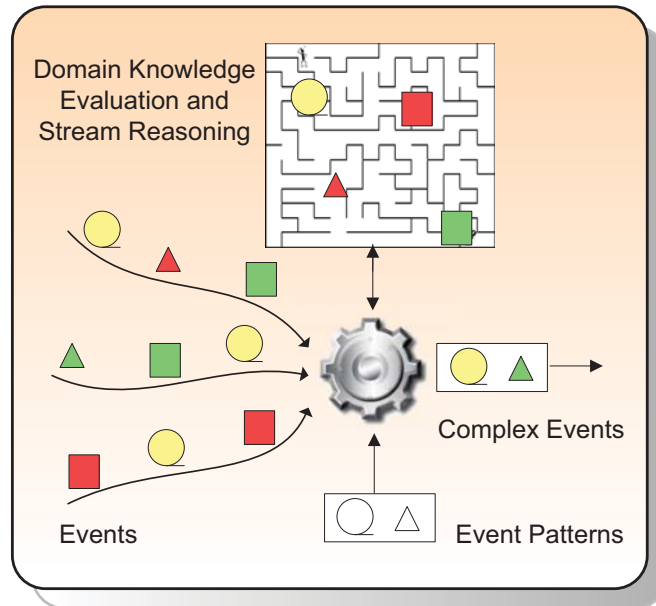 Domain Knowledge
Evaluation and
Stream Reasoning
Complex Events
Events
Event Patterns